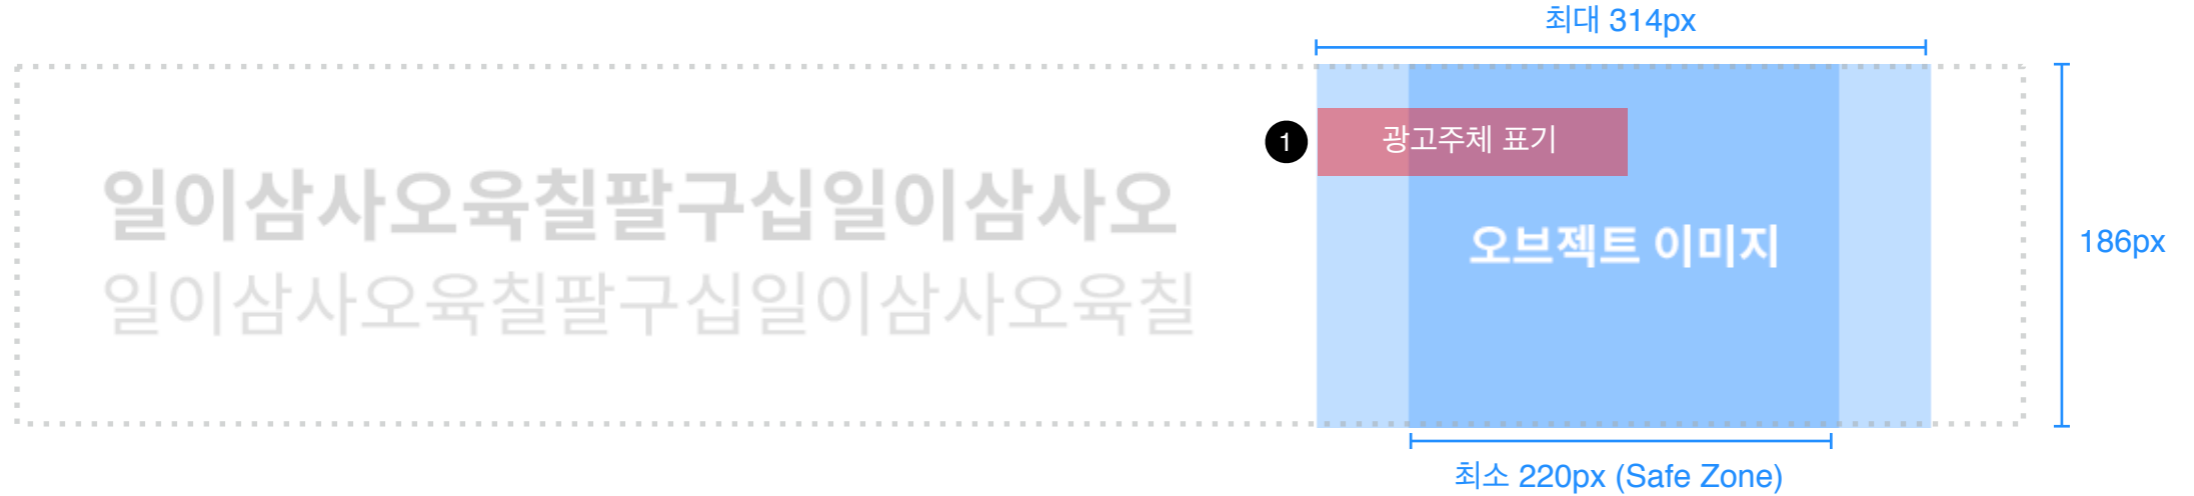 최대 314px
1 광고주체 표기
일이삼사오육칠팔구십일이삼사오
오브젝트 이미지
186px
일이삼사오육칠팔구십일이삼사오육칠
최소 220px (Safe Zone)